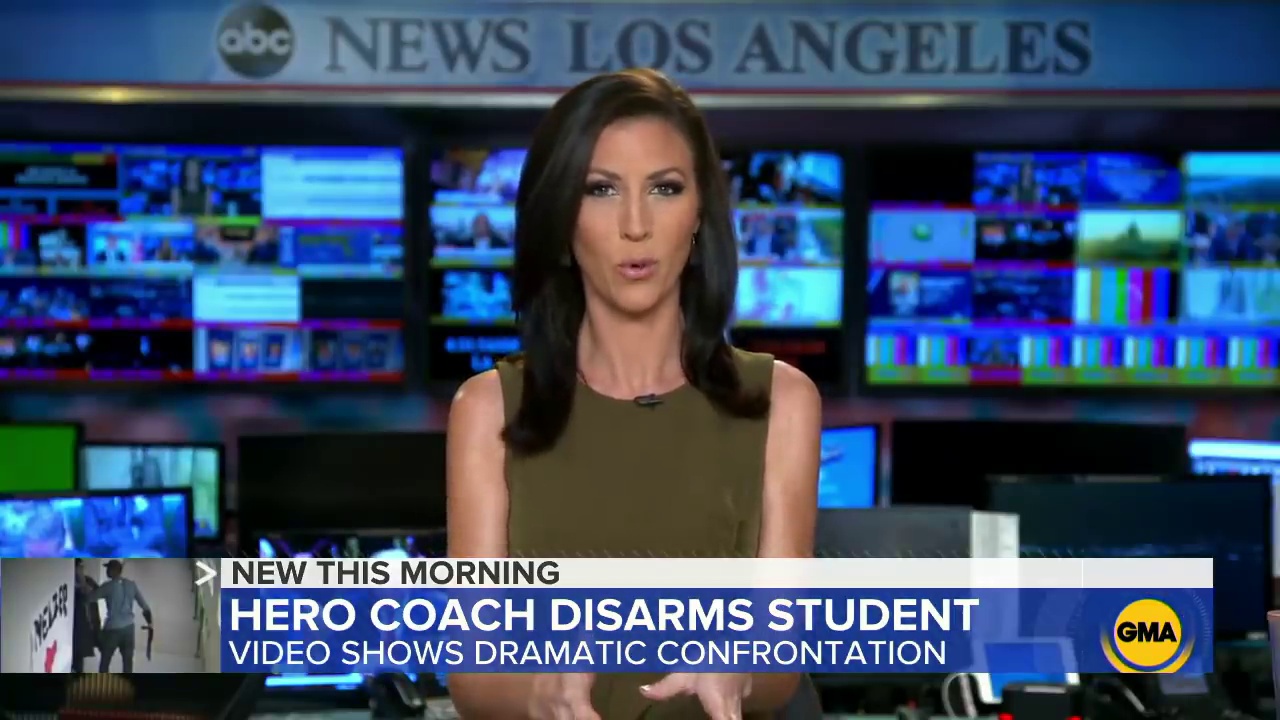 abc NEWS LOS ANGELES
NEW THIS MORNING
HERO COACH DISARMS STUDENT
VIDEO SHOWS DRAMATIC CONFRONTATION
GMA